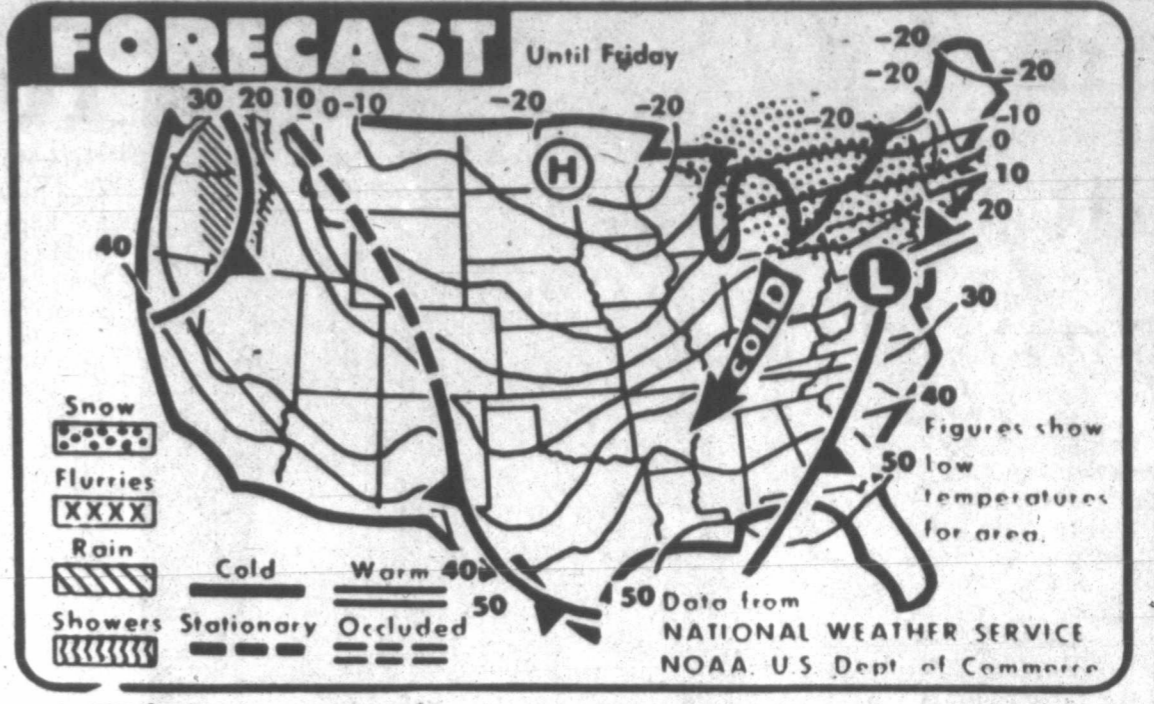 FORECAST Until Friday
-20
-20 -20
30 20 10 0 -10 -20 -20 -20 -10
0
H 10
20
40
L
COLD 30
40
Snow Figures show
50 low
Flurries temperatures
XXXX for area.
Rain
Cold Warm 40
50 50 Data from
Showers Stationary Occluded NATIONAL WEATHER SERVICE
NOAA. U.S. Dept of Commerce